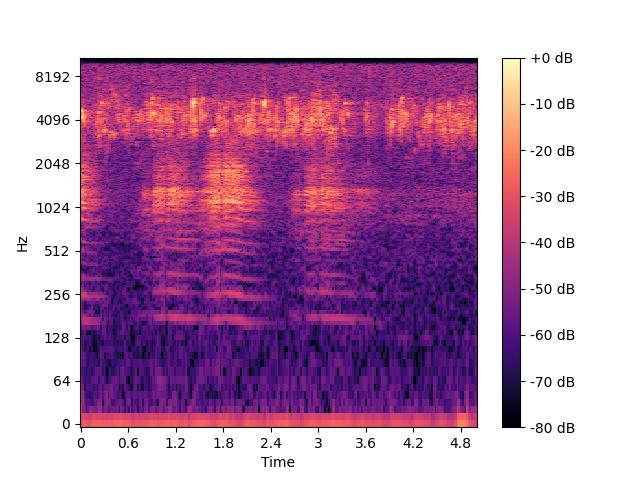 8192
4096
2048
1024
512
256
128
64
0
Hz
0 0.6 1.2 1.8 2.4 3 3.6 4.2 4.8
Time
+0 dB
-10 dB
-20 dB
-30 dB
-40 dB
-50 dB
-60 dB
-70 dB
-80 dB